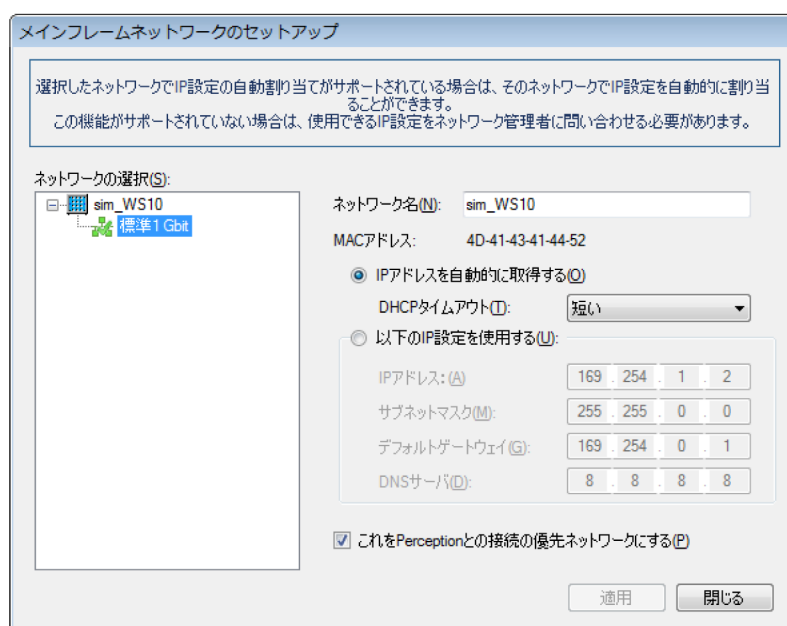 メインフレームネットワークのセットアップ
選択したネットワークでIP設定の自動割り当てがサポートされている場合は、そのネットワークでIP設定を自動的に割り当
ることができます。
この機能がサポートされていない場合は、使用できるIP設定をネットワーク管理者に問い合わせる必要があります。
ネットワークの選択(S):
sim_WS10
標準1 Gbit
ネットワーク名(N): sim_WS10
MACアドレス: 4D-41-43-41-44-52
IPアドレスを自動的に取得する(O)
DHCPタイムアウト(T): 短い
以下のIP設定を使用する(U):
IPアドレス:(A) 169 . 254 . 1 . 2
サブネットマスク(M): 255 . 255 . 0 . 0
デフォルトゲートウェイ(G): 169 . 254 . 0 . 1
DNSサーバ(D): 8 . 8 . 8 . 8
これをPerceptionとの接続の優先ネットワークにする(P)
適用 閉じる